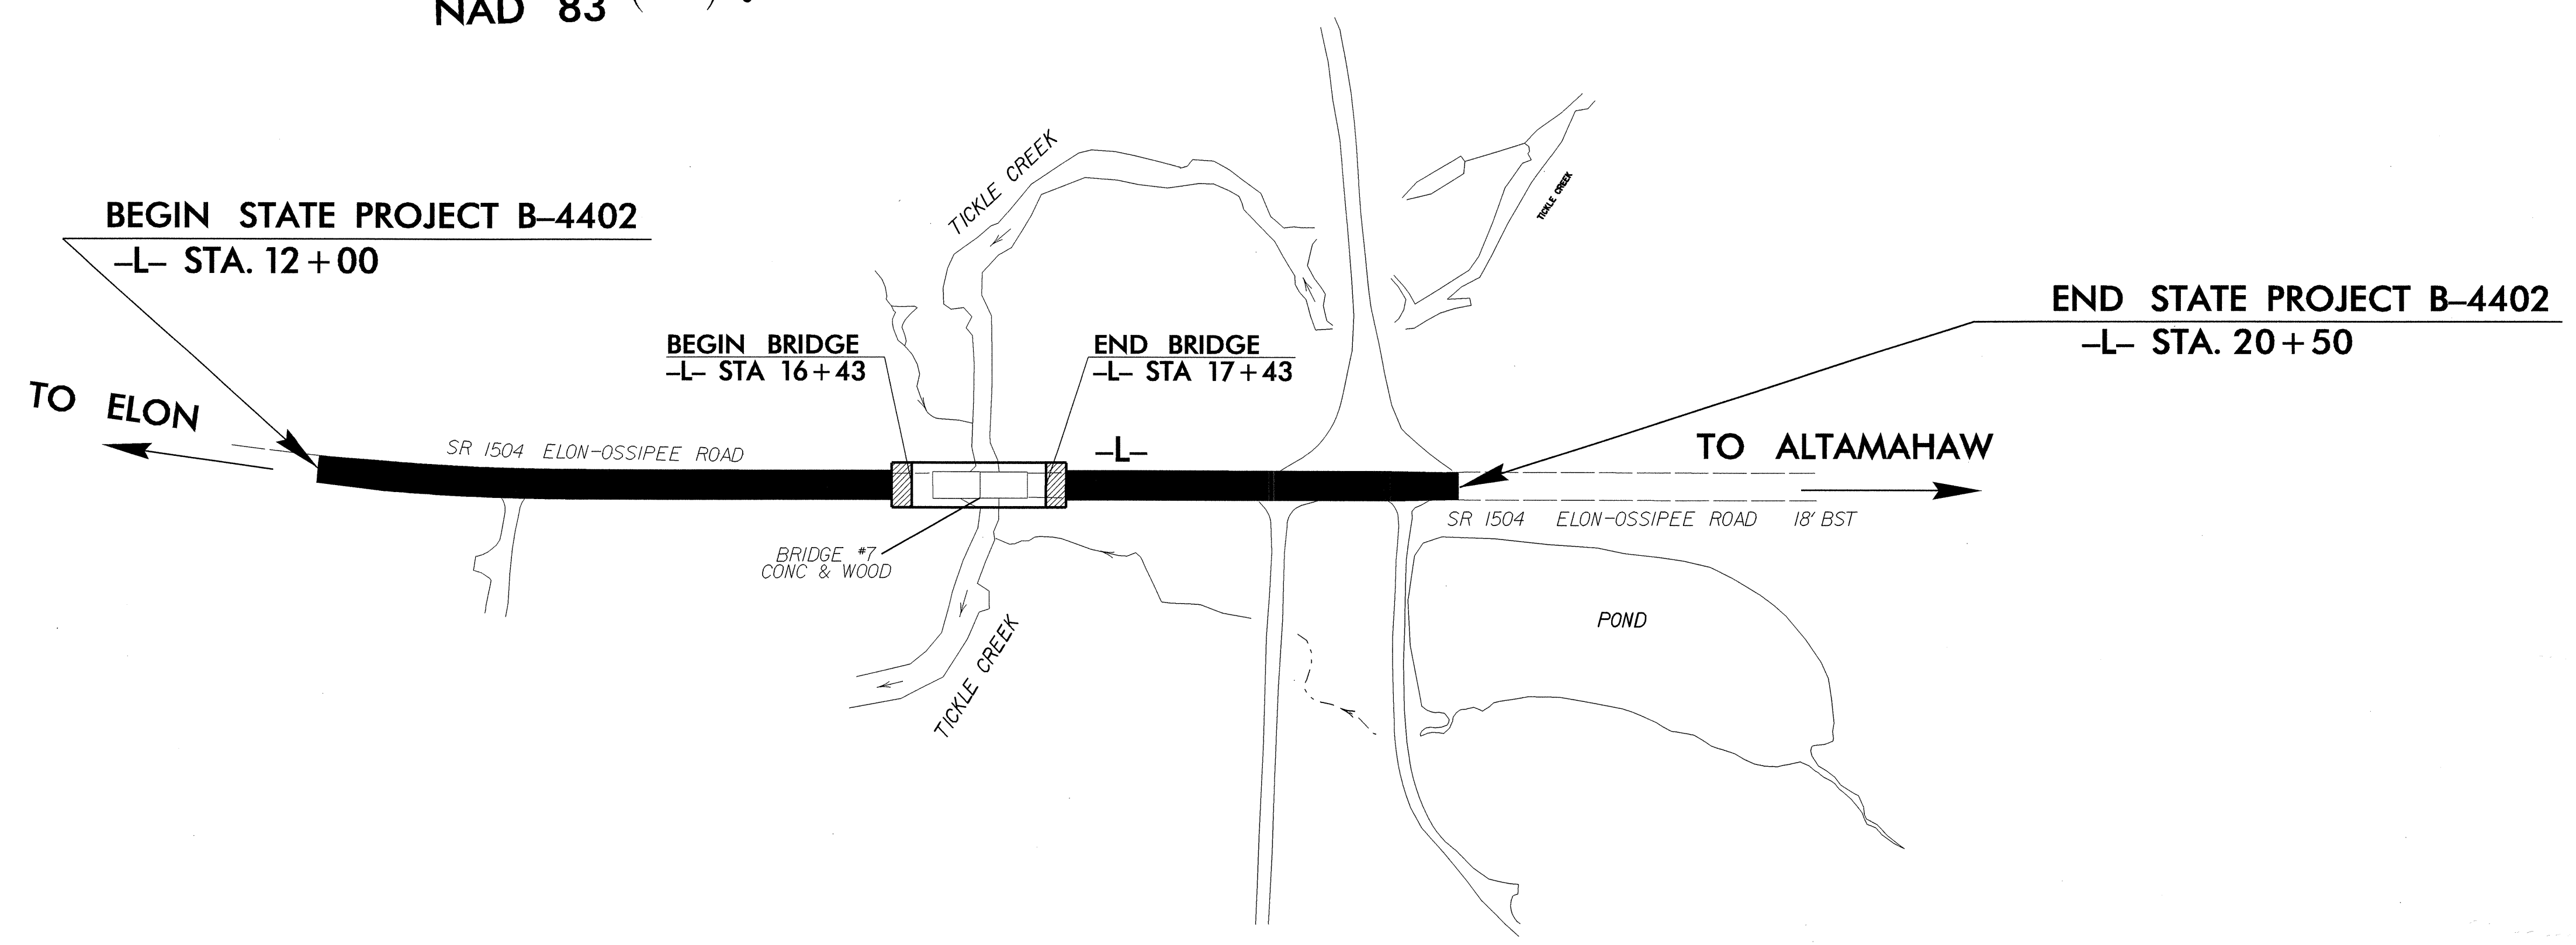 NAD 83
TICKLE CREEK
TICKLE CREEK
BEGIN STATE PROJECT B–4402
–L– STA. 12+00
END STATE PROJECT B–4402
–L– STA. 20+50
BEGIN BRIDGE
–L– STA 16+43
END BRIDGE
–L– STA 17+43
TO ELON
SR 1504 ELON-OSSIPEE ROAD
–L–
TO ALTAMAHAW
SR 1504 ELON-OSSIPEE ROAD 18' BST
BRIDGE #7
CONC & WOOD
POND
TICKLE CREEK